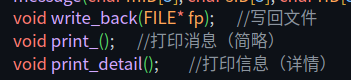 void write_back(FILE* fp);    //写回文件
void print_();    //打印消息（简略）
void print_detail();    //打印信息（详情）